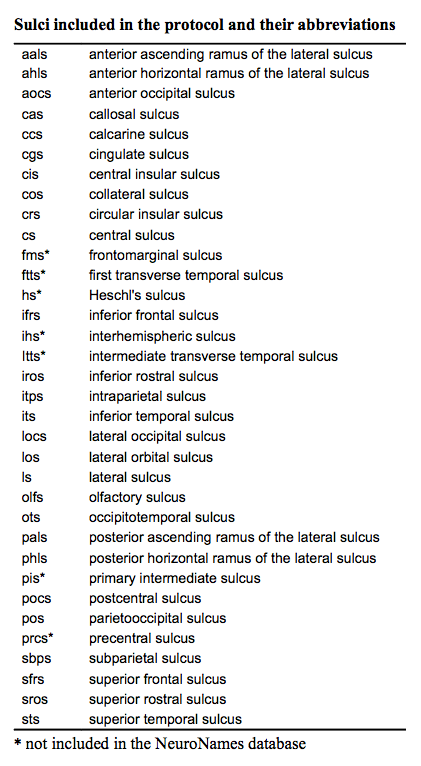 Sulci included in the protocol and their abbreviations
aals anterior ascending ramus of the lateral sulcus
ahls anterior horizontal ramus of the lateral sulcus
aocs anterior occipital sulcus
cas callosal sulcus
ccs calcarine sulcus
cgs cingulate sulcus
cis central insular sulcus
cos collateral sulcus
crs circular insular sulcus
cs central sulcus
fms* frontomarginal sulcus
ftts* first transverse temporal sulcus
hs* Heschl's sulcus
ifrs inferior frontal sulcus
ihs* interhemispheric sulcus
ltts* intermediate transverse temporal sulcus
iros inferior rostral sulcus
itps intraparietal sulcus
its inferior temporal sulcus
locs lateral occipital sulcus
los lateral orbital sulcus
ls lateral sulcus
olfs olfactory sulcus
ots occipitotemporal sulcus
pals posterior ascending ramus of the lateral sulcus
phls posterior horizontal ramus of the lateral sulcus
pis* primary intermediate sulcus
pocs postcentral sulcus
pos parietooccipital sulcus
prcs* precentral sulcus
sbps subparietal sulcus
sfrs superior frontal sulcus
sros superior rostral sulcus
sts superior temporal sulcus
* not included in the NeuroNames database